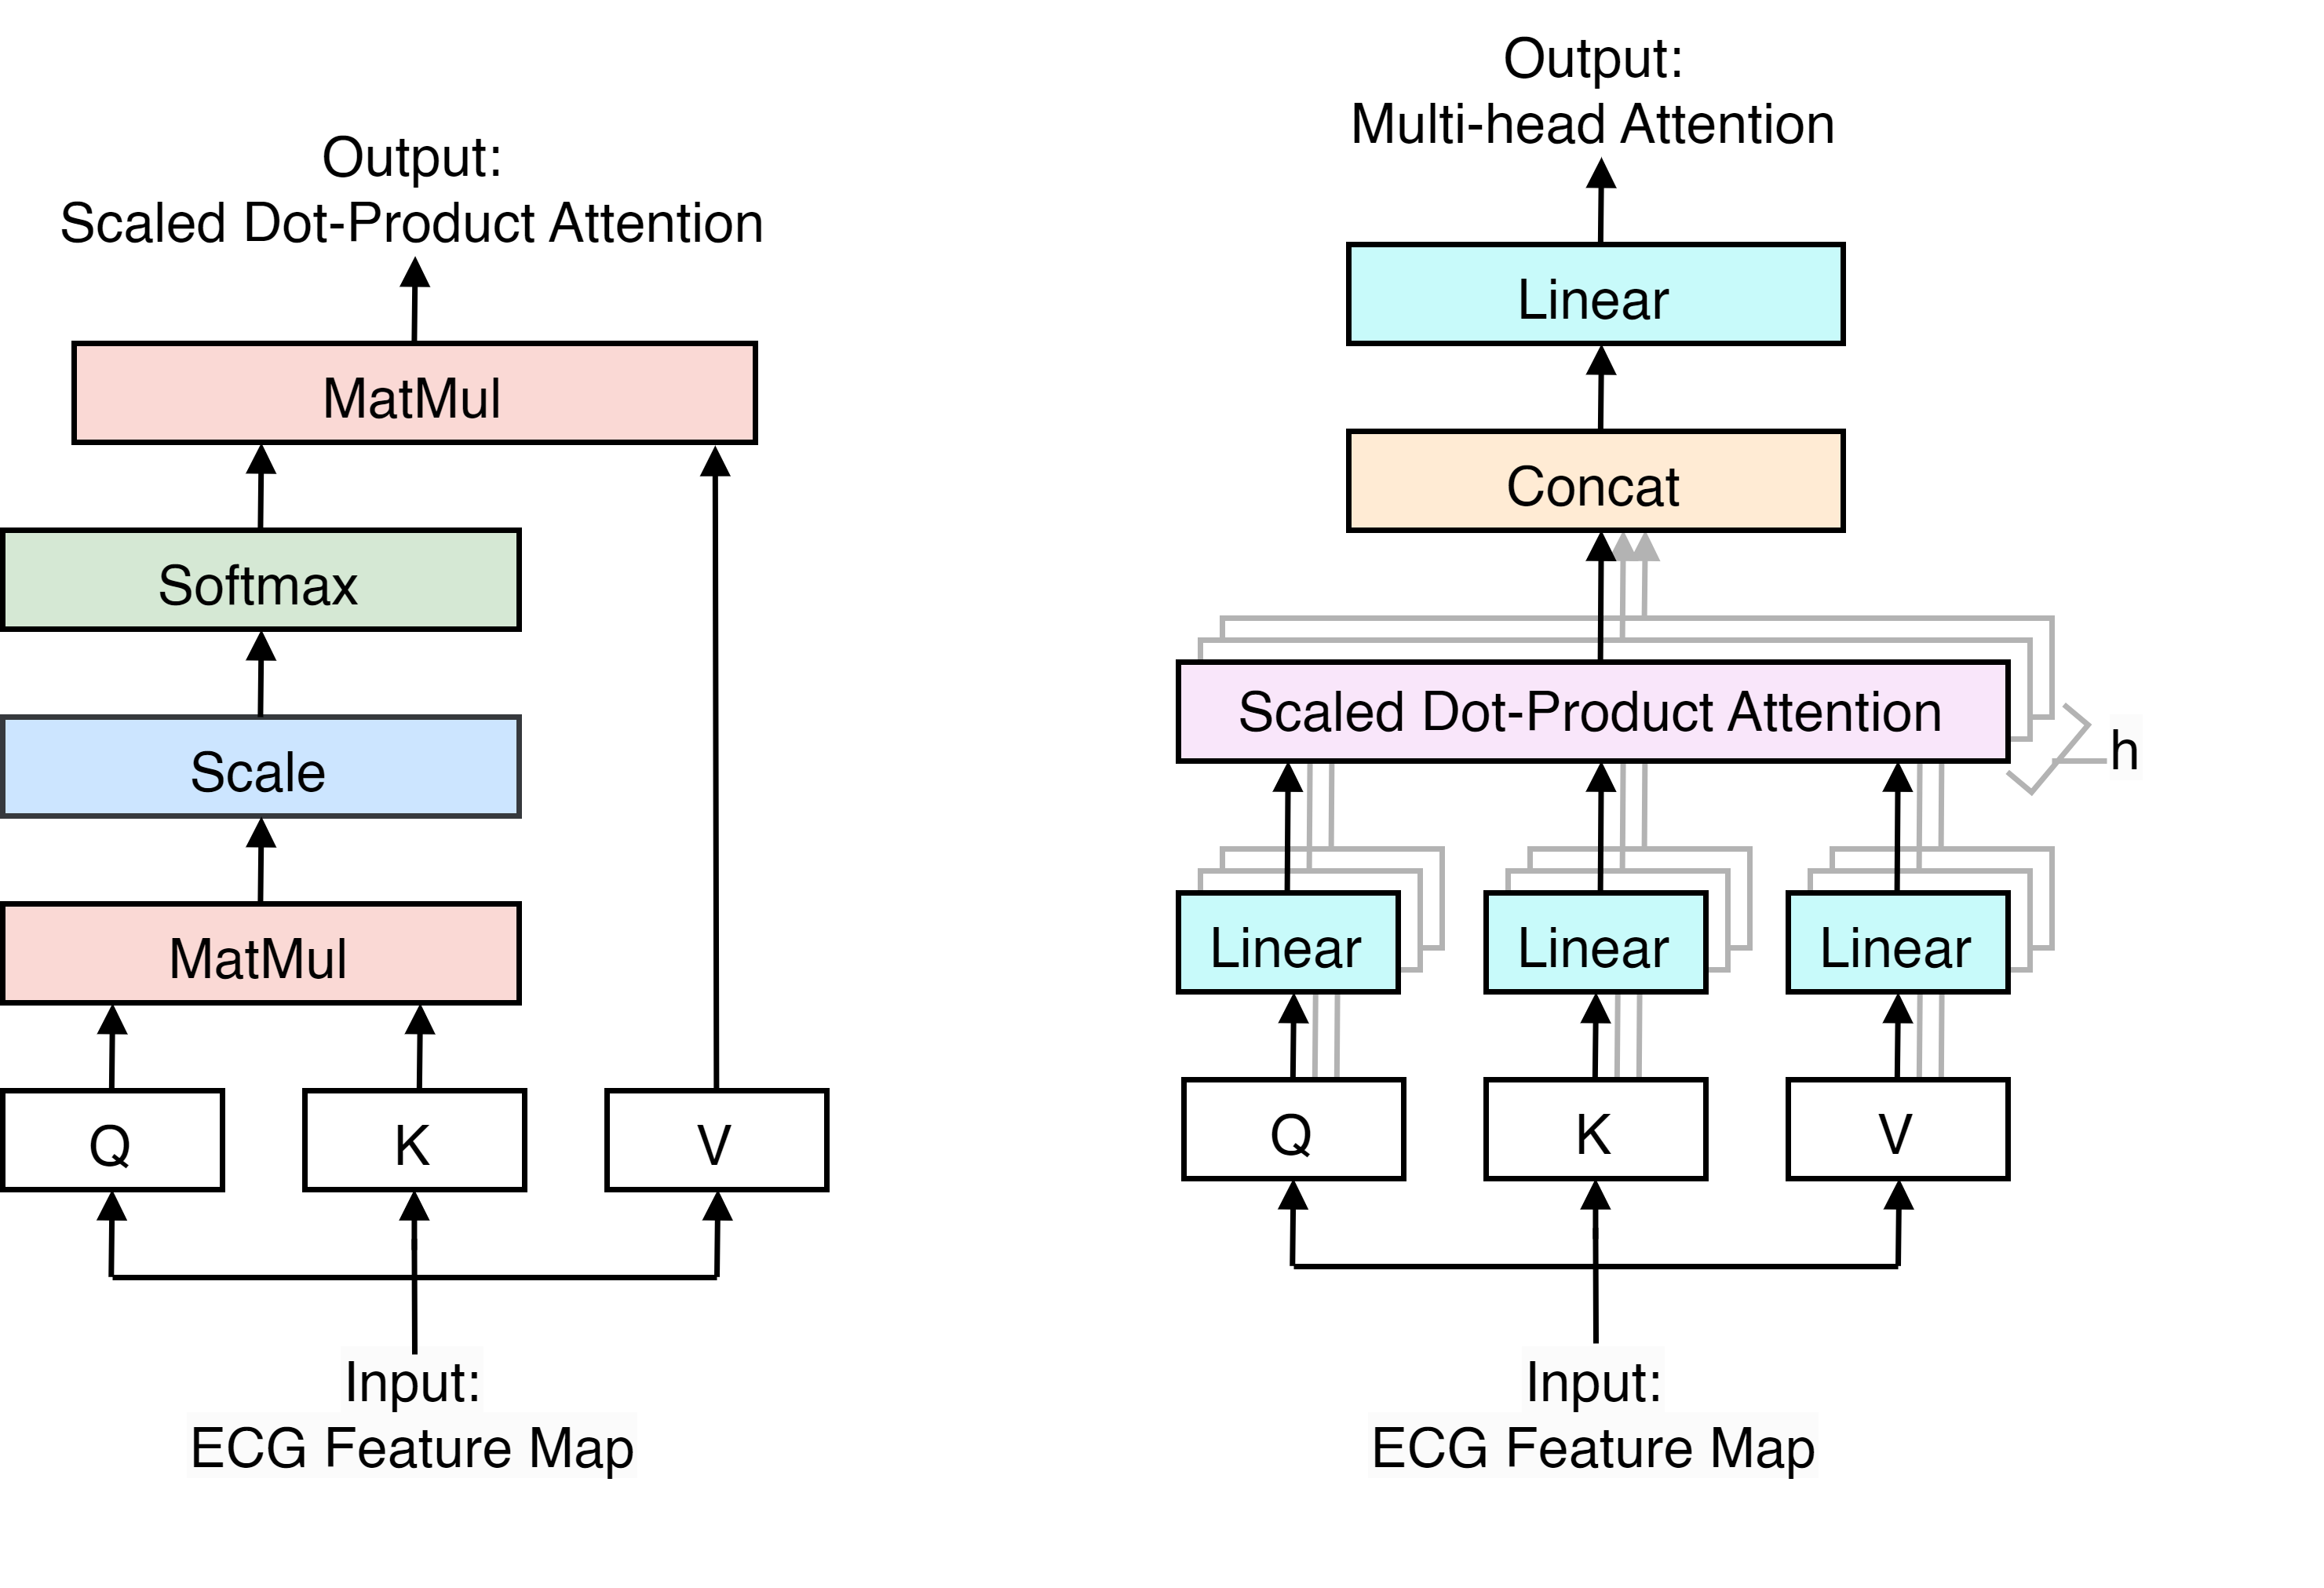 Output:
Scaled Dot-Product Attention
MatMul
Softmax
Scale
MatMul
Q K V
Input:
ECG Feature Map
Output:
Multi-head Attention
Linear
Concat
Scaled Dot-Product Attention
h
Linear Linear Linear
Q K V
Input:
ECG Feature Map